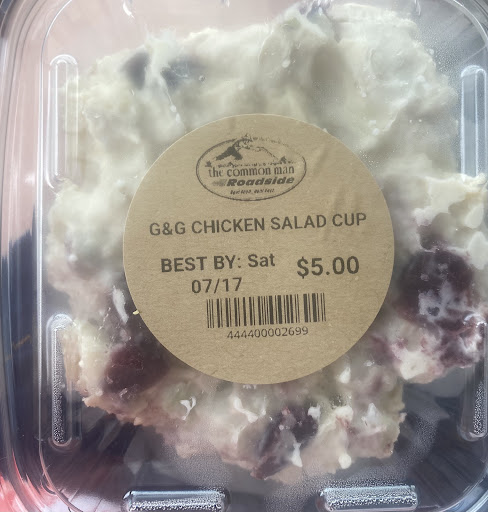 the common man
Roadside
G&G CHICKEN SALAD CUP
BEST BY: Sat
07/17
$5.00
444400002699